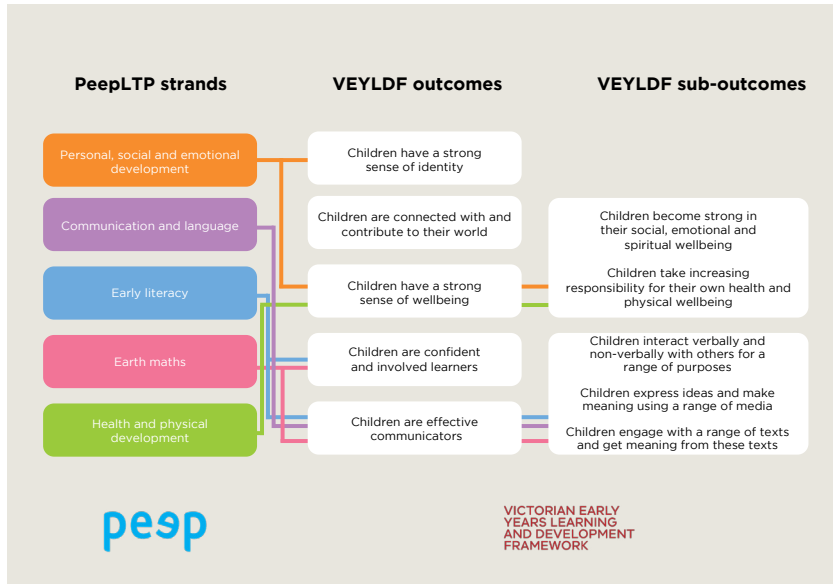 PeepLTP strands
VEYLDF outcomes
VEYLDF sub-outcomes
Personal, social and emotional
development
Communication and language
Early literacy
Earth maths
Health and physical
development
Children have a strong
sense of identity
Children are connected with and
contribute to their world
Children have a strong
sense of wellbeing
Children are confident
and involved learners
Children are effective
communicators
Children become strong in
their social, emotional and
spiritual wellbeing
Children take increasing
responsibility for their own health and
physical wellbeing
Children interact verbally and
non-verbally with others for a
range of purposes
Children express ideas and make
meaning using a range of media
Children engage with a range of texts
and get meaning from these texts
peep
VICTORIAN EARLY
YEARS LEARNING
AND DEVELOPMENT
FRAMEWORK